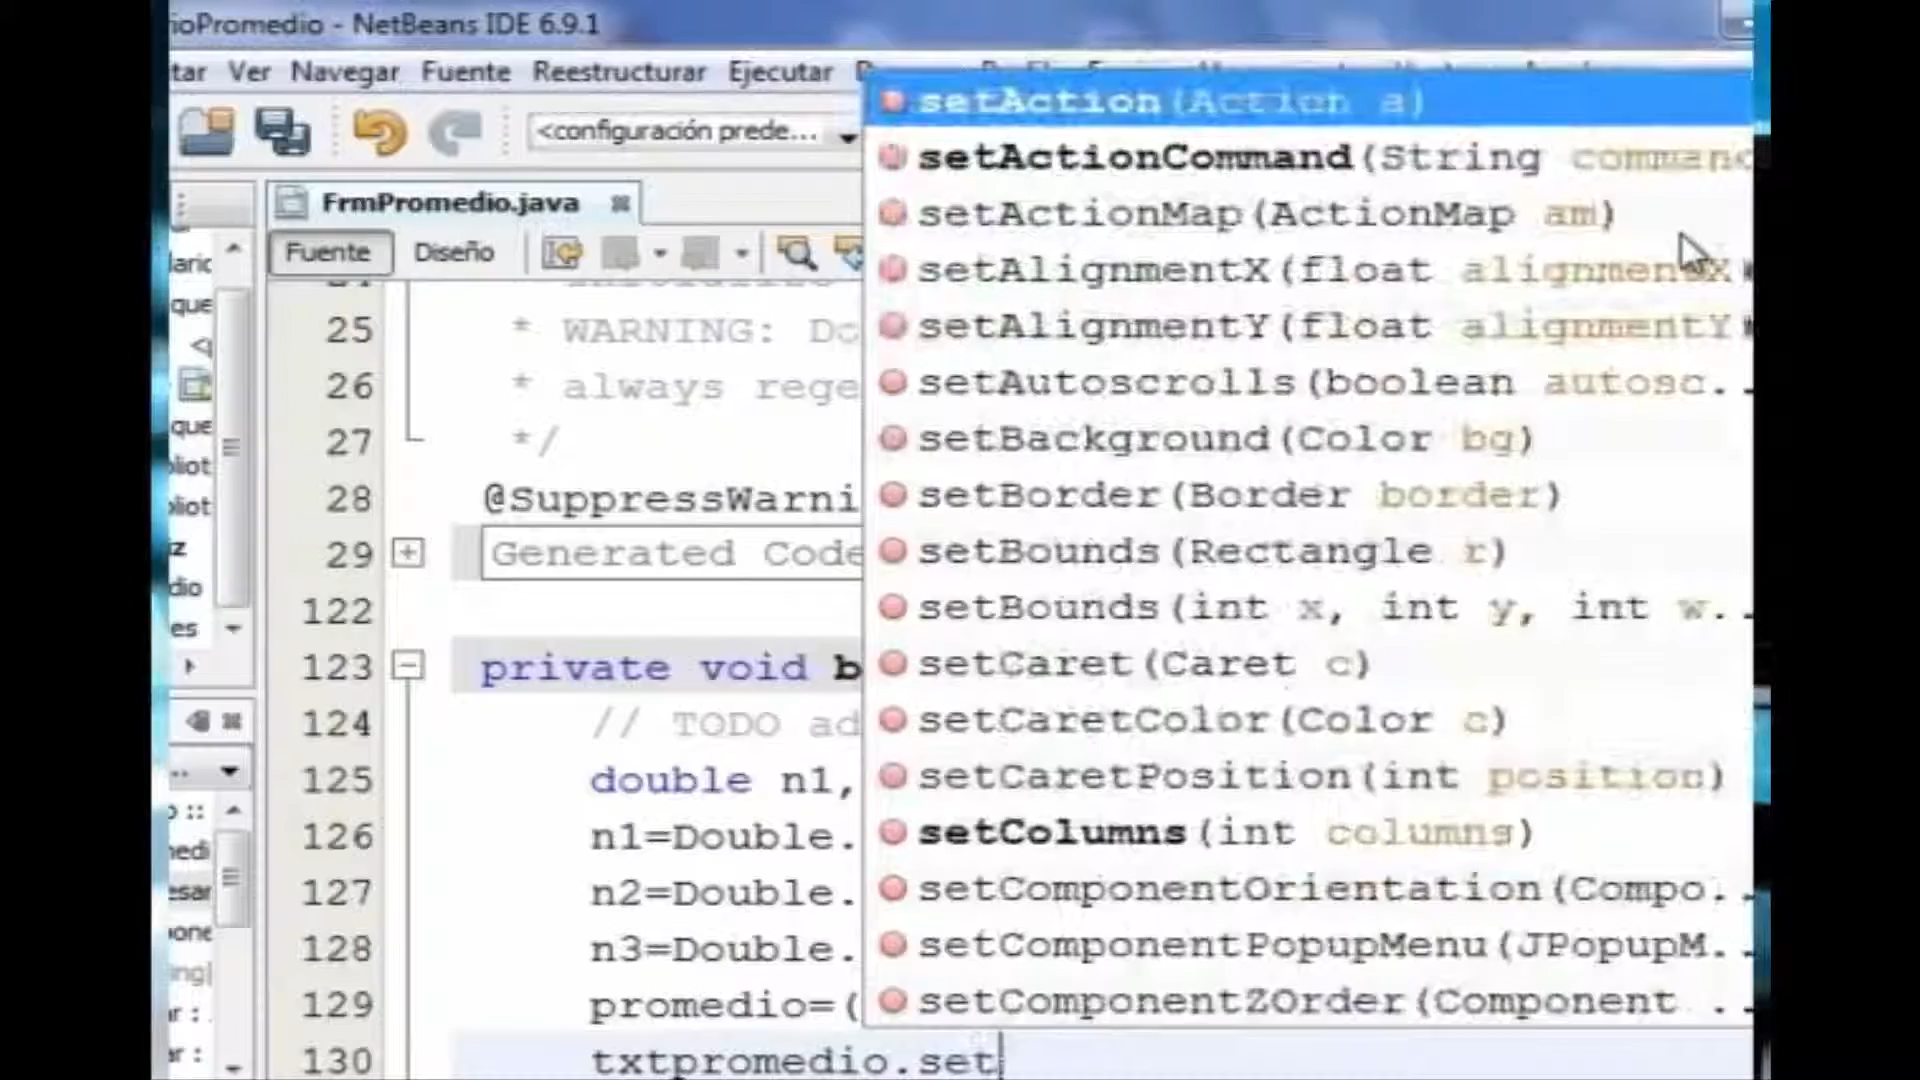 ioPromedio - NetBeans IDE 6.9.1
tar Ver Navegar Fuente Reestructurar Ejecutar
<configuración prede...
FrmPromedio.java
Fuente Diseño
25 * WARNING: Do
26 * always rege
27 */
28 @SuppressWarni
29 Generated Code
122
123 private void b
124 // TODO ad
125 double n1,
126 n1=Double.
127 n2=Double.
128 n3=Double.
129 promedio=(
130 txtpromedio.set
setAction(Action a)
setActionCommand(String command
setActionMap(ActionMap am)
setAlignmentX(float alignmentX
setAlignmentY(float alignmentY
setAutoscrolls(boolean autosc..
setBackground(Color bg)
setBorder(Border border)
setBounds(Rectangle r)
setBounds(int x, int y, int w..
setCaret(Caret c)
setCaretColor(Color c)
setCaretPosition(int position)
setColumns(int columns)
setComponentOrientation(Compo..
setComponentPopupMenu(JPopupM..
setComponentZOrder(Component ..